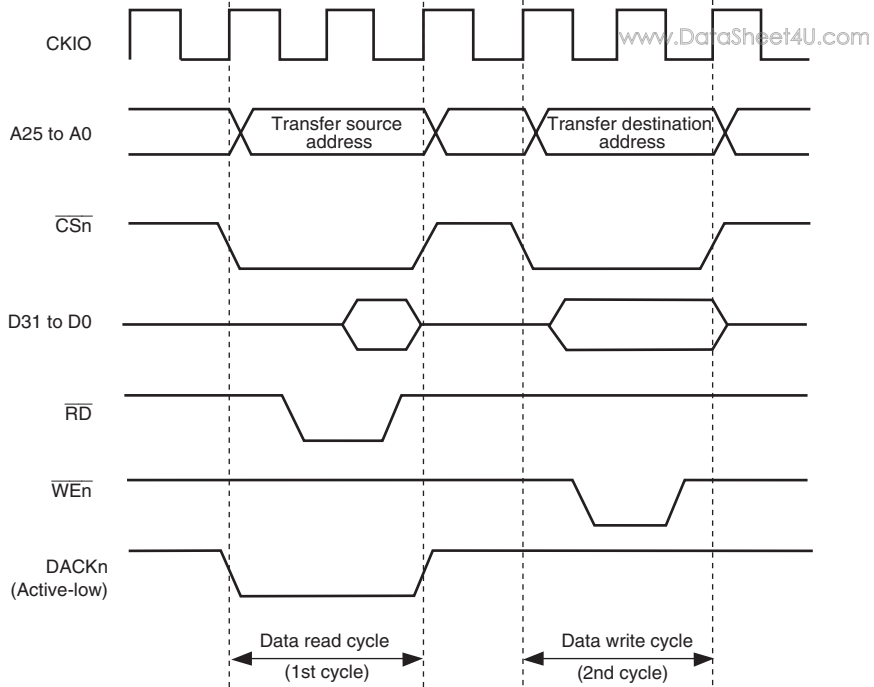 CKIO
www.DataSheet4U.com
A25 to A0
Transfer source
address
Transfer destination
address
CSn
D31 to D0
RD
WEn
DACKn
(Active-low)
Data read cycle
(1st cycle)
Data write cycle
(2nd cycle)